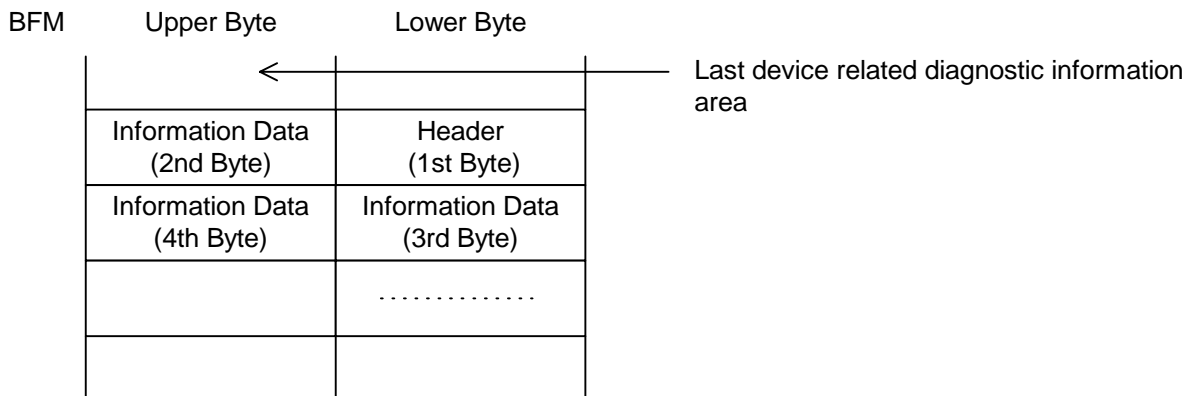 BFM Upper Byte Lower Byte
Last device related diagnostic information
area
Information Data
(2nd Byte)
Header
(1st Byte)
Information Data
(4th Byte)
Information Data
(3rd Byte)
..............